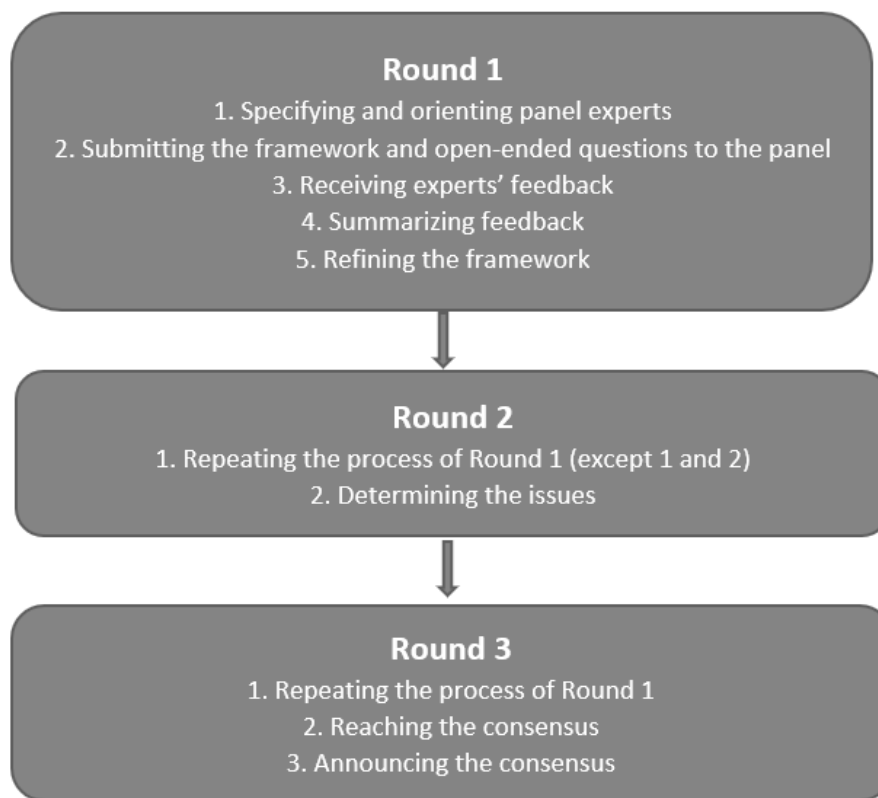 Round 1
1. Specifying and orienting panel experts
2. Submitting the framework and open-ended questions to the panel
3. Receiving experts’ feedback
4. Summarizing feedback
5. Refining the framework
Round 2
1. Repeating the process of Round 1 (except 1 and 2)
2. Determining the issues
Round 3
1. Repeating the process of Round 1
2. Reaching the consensus
3. Announcing the consensus